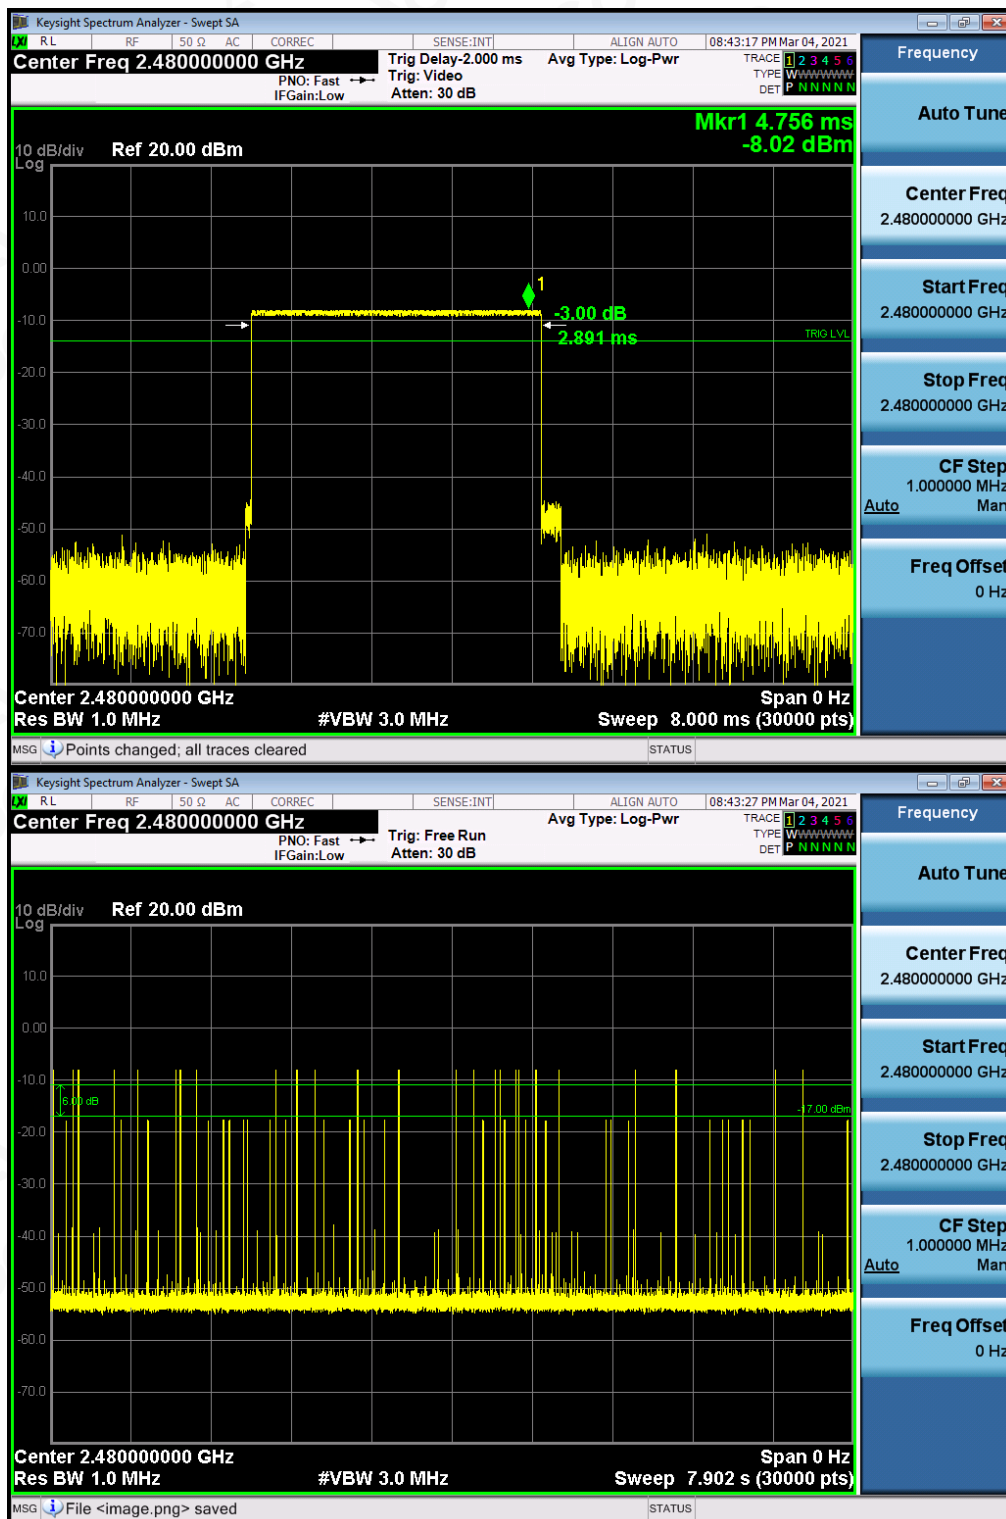 Keysight Spectrum Analyzer - Swept SA
LXI RL RF 50 Ω AC CORREC SENSE:INT ALIGN AUTO 08:43:17 PM Mar 04, 2021
Center Freq 2.480000000 GHz Trig Delay-2.000 ms Avg Type: Log-Pwr TRACE 1 2 3 4 5 6
PNO: Fast Trig: Video TYPE WWWWWW
IFGain:Low Atten: 30 dB DET P N N N N N
Mkr1 4.756 ms
-8.02 dBm
10 dB/div Ref 20.00 dBm
Log
10.0
0.00
1
-3.00 dB
-10.0
2.891 ms
TRIG LVL
-20.0
-30.0
-40.0
-50.0
-60.0
-70.0
Center 2.480000000 GHz Span 0 Hz
Res BW 1.0 MHz #VBW 3.0 MHz Sweep 8.000 ms (30000 pts)
MSG Points changed; all traces cleared STATUS
Frequency
Auto Tune
Center Freq
2.480000000 GHz
Start Freq
2.480000000 GHz
Stop Freq
2.480000000 GHz
CF Step
1.000000 MHz
Auto Man
Freq Offset
0 Hz
Keysight Spectrum Analyzer - Swept SA
LXI RL RF 50 Ω AC CORREC SENSE:INT ALIGN AUTO 08:43:27 PM Mar 04, 2021
Center Freq 2.480000000 GHz Avg Type: Log-Pwr TRACE 1 2 3 4 5 6
PNO: Fast Trig: Free Run TYPE WWWWWW
IFGain:Low Atten: 30 dB DET P N N N N N
10 dB/div Ref 20.00 dBm
Log
10.0
0.00
-10.0
6.00 dB
-17.00 dBm
-20.0
-30.0
-40.0
-50.0
-60.0
-70.0
Center 2.480000000 GHz Span 0 Hz
Res BW 1.0 MHz #VBW 3.0 MHz Sweep 7.902 s (30000 pts)
MSG File <image.png> saved STATUS
Frequency
Auto Tune
Center Freq
2.480000000 GHz
Start Freq
2.480000000 GHz
Stop Freq
2.480000000 GHz
CF Step
1.000000 MHz
Auto Man
Freq Offset
0 Hz